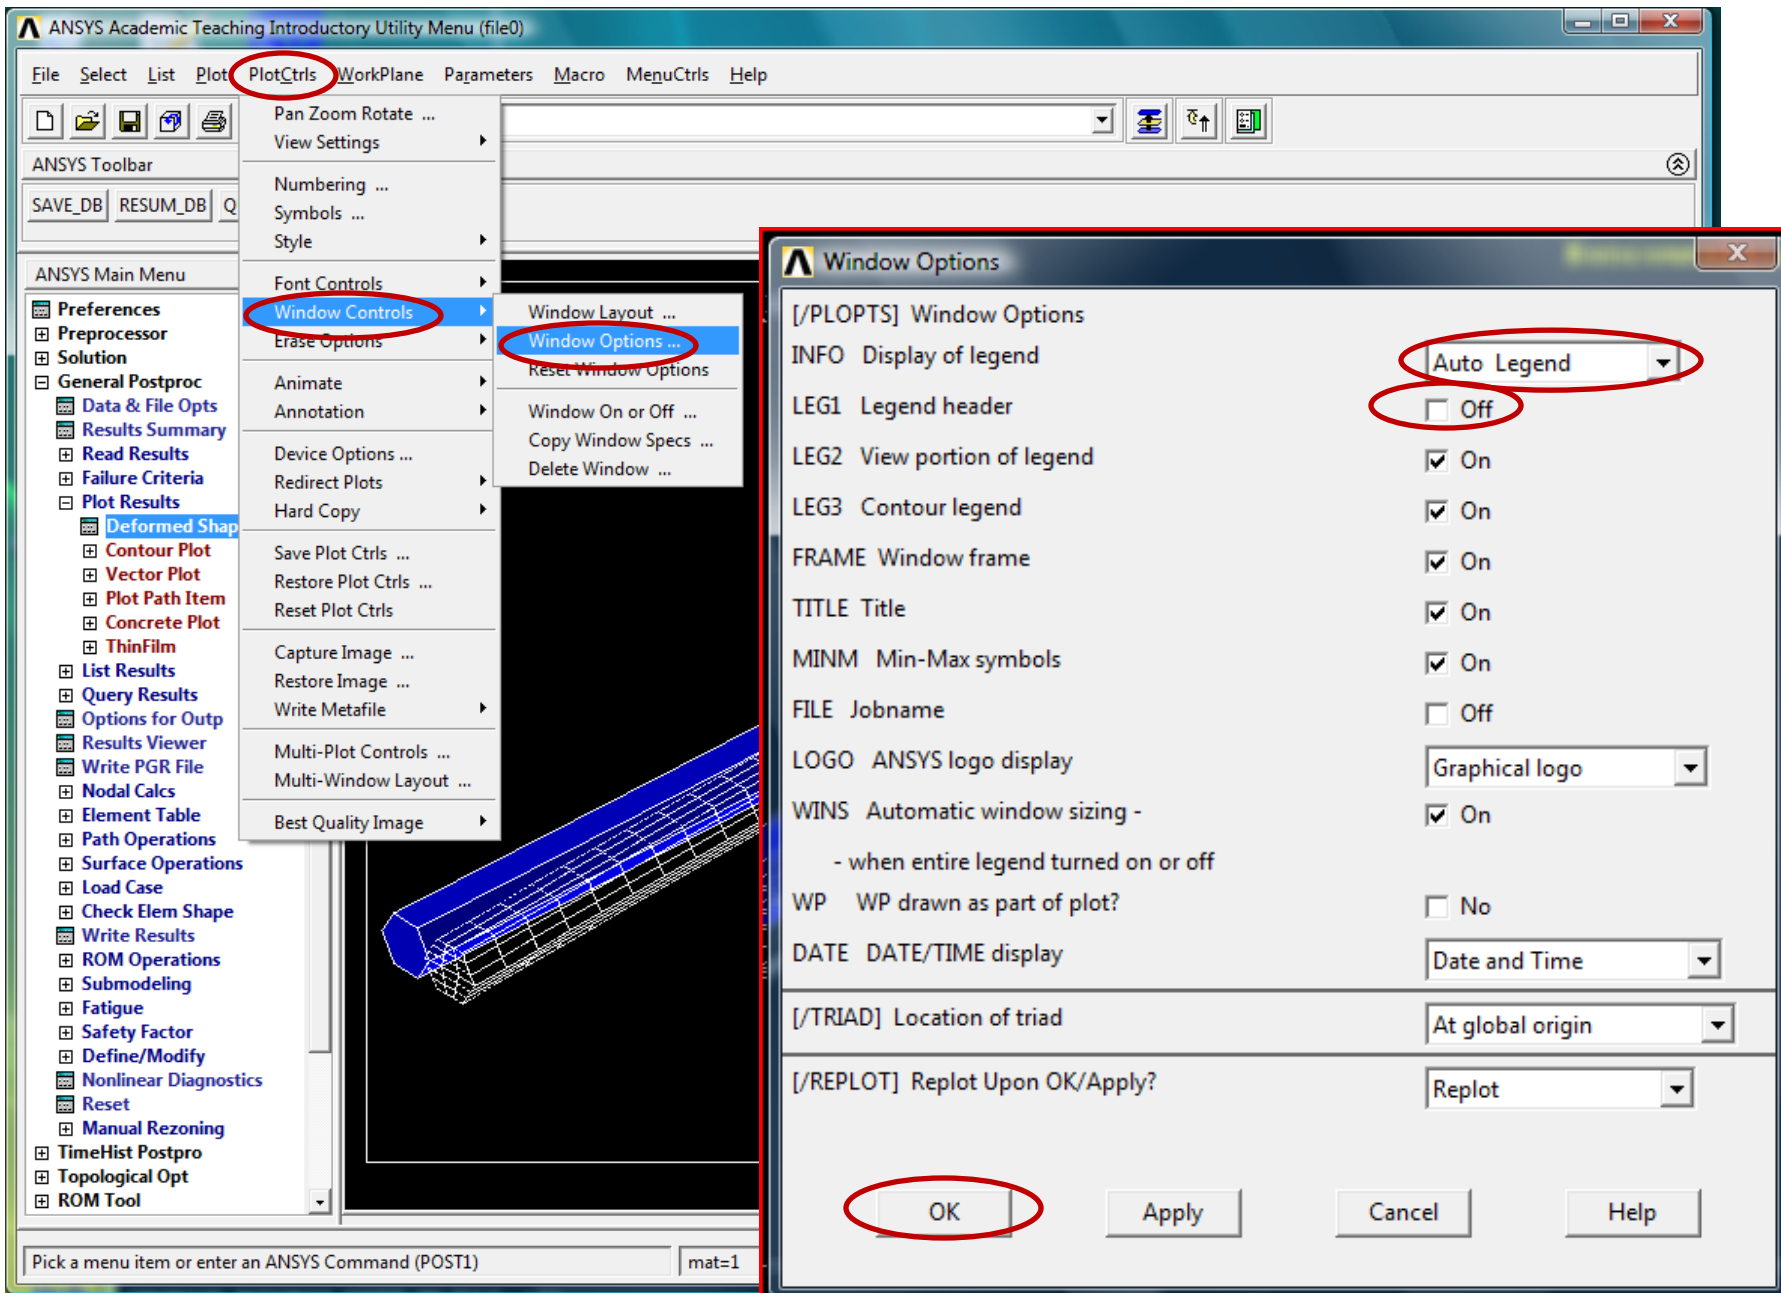 ANSYS Academic Teaching Introductory Utility Menu (file0)
File Select List Plot PlotCtrls WorkPlane Parameters Macro MenuCtrls Help
ANSYS Toolbar
SAVE_DB RESUM_DB Q
ANSYS Main Menu
Preferences
Preprocessor
Solution
General Postproc
Data & File Opts
Results Summary
Read Results
Failure Criteria
Plot Results
Deformed Shap
Contour Plot
Vector Plot
Plot Path Item
Concrete Plot
ThinFilm
List Results
Query Results
Options for Outp
Results Viewer
Write PGR File
Nodal Calcs
Element Table
Path Operations
Surface Operations
Load Case
Check Elem Shape
Write Results
ROM Operations
Submodeling
Fatigue
Safety Factor
Define/Modify
Nonlinear Diagnostics
Reset
Manual Rezoning
TimeHist Postpro
Topological Opt
ROM Tool
Pan Zoom Rotate ...
View Settings
Numbering ...
Symbols ...
Style
Font Controls
Window Controls
Erase Options
Animate
Annotation
Device Options ...
Redirect Plots
Hard Copy
Save Plot Ctrls ...
Restore Plot Ctrls ...
Reset Plot Ctrls
Capture Image ...
Restore Image ...
Write Metafile
Multi-Plot Controls ...
Multi-Window Layout ...
Best Quality Image
Window Layout ...
Window Options ...
Reset Window Options
Window On or Off ...
Copy Window Specs ...
Delete Window ...
Window Options
[/PLOPTS] Window Options
INFO Display of legend Auto Legend
LEG1 Legend header Off
LEG2 View portion of legend On
LEG3 Contour legend On
FRAME Window frame On
TITLE Title On
MINM Min-Max symbols On
FILE Jobname Off
LOGO ANSYS logo display Graphical logo
WINS Automatic window sizing - On
- when entire legend turned on or off
WP WP drawn as part of plot? No
DATE DATE/TIME display Date and Time
[/TRIAD] Location of triad At global origin
[/REPLOT] Replot Upon OK/Apply? Replot
OK Apply Cancel Help
Pick a menu item or enter an ANSYS Command (POST1) mat=1